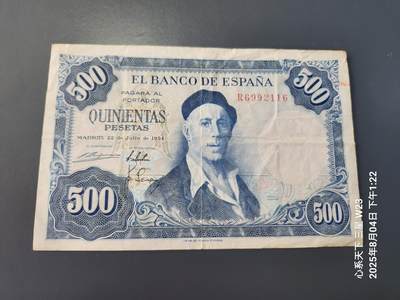 500
EL BANCO DE ESPAÑA
500
PAGARÁ AL
PORTADOR
R6992116
QUINIENTAS
PESETAS
MADRID, 22 de Julio de 1954
500
500
心系天下三星 W23
2025年8月04日 下午1:22